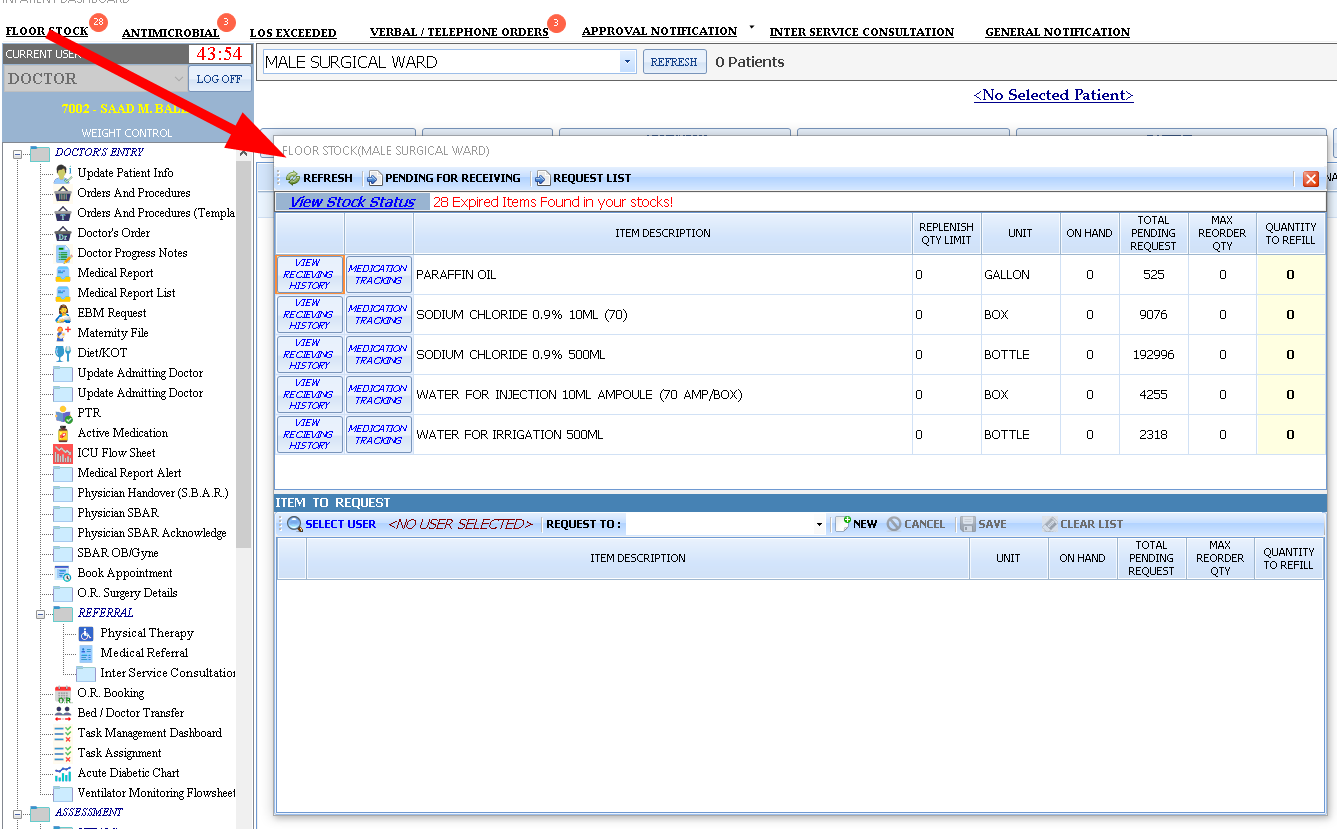 INPATIENT DASHBOARD
FLOOR STOCK 28 ANTIMICROBIAL 3 LOS EXCEEDED VERBAL / TELEPHONE ORDERS 3 APPROVAL NOTIFICATION INTER SERVICE CONSULTATION GENERAL NOTIFICATION
CURRENT USER 43:54
DOCTOR LOG OFF
MALE SURGICAL WARD REFRESH 0 Patients
<No Selected Patient>
7002 - SAAD M.
WEIGHT CONTROL
DOCTOR'S ENTRY
Update Patient Info
Orders And Procedures
Orders And Procedures (Templa
Doctor's Order
Doctor Progress Notes
Medical Report
Medical Report List
EBM Request
Maternity File
Diet/KOT
Update Admitting Doctor
Update Admitting Doctor
PTR
Active Medication
ICU Flow Sheet
Medical Report Alert
Physician Handover (S.B.A.R.)
Physician SBAR
Physician SBAR Acknowledge
SBAR OB/Gyne
Book Appointment
O.R. Surgery Details
REFERRAL
Physical Therapy
Medical Referral
Inter Service Consultation
O.R. Booking
Bed / Doctor Transfer
Task Management Dashboard
Task Assignment
Acute Diabetic Chart
Ventilator Monitoring Flowsheet
ASSESSMENT
FLOOR STOCK(MALE SURGICAL WARD)
REFRESH PENDING FOR RECEIVING REQUEST LIST
View Stock Status 28 Expired Items Found in your stocks!
ITEM DESCRIPTION REPLENISH QTY LIMIT UNIT ON HAND TOTAL PENDING REQUEST MAX REORDER QTY QUANTITY TO REFILL
VIEW RECIEVING HISTORY MEDICATION TRACKING PARAFFIN OIL 0 GALLON 0 525 0 0
VIEW RECIEVING HISTORY MEDICATION TRACKING SODIUM CHLORIDE 0.9% 10ML (70) 0 BOX 0 9076 0 0
VIEW RECIEVING HISTORY MEDICATION TRACKING SODIUM CHLORIDE 0.9% 500ML 0 BOTTLE 0 192996 0 0
VIEW RECIEVING HISTORY MEDICATION TRACKING WATER FOR INJECTION 10ML AMPOULE (70 AMP/BOX) 0 BOX 0 4255 0 0
VIEW RECIEVING HISTORY MEDICATION TRACKING WATER FOR IRRIGATION 500ML 0 BOTTLE 0 2318 0 0
ITEM TO REQUEST
SELECT USER <NO USER SELECTED> REQUEST TO : NEW CANCEL SAVE CLEAR LIST
ITEM DESCRIPTION UNIT ON HAND TOTAL PENDING REQUEST MAX REORDER QTY QUANTITY TO REFILL